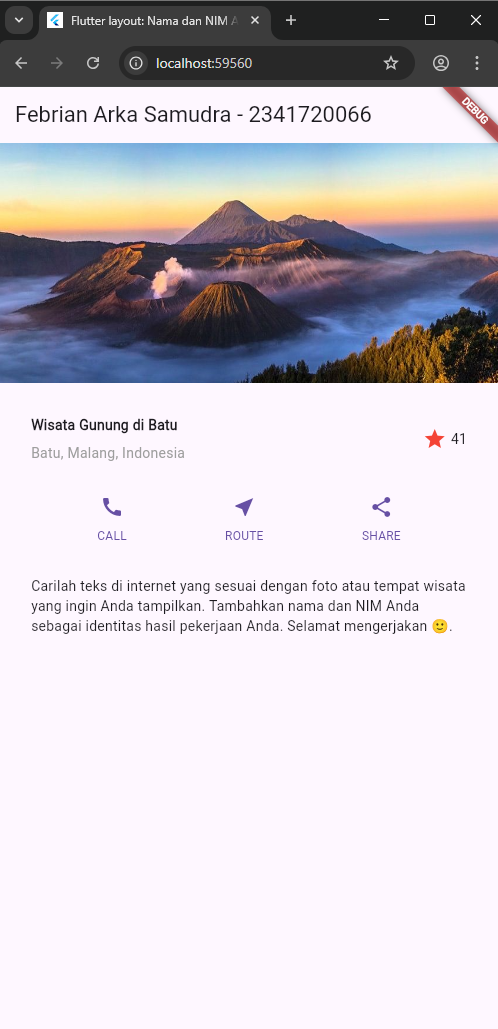 Flutter layout: Nama dan NIM A
localhost:59560
Febrian Arka Samudra - 2341720066
DEBUG
Wisata Gunung di Batu
Batu, Malang, Indonesia
41
CALL
ROUTE
SHARE
Carilah teks di internet yang sesuai dengan foto atau tempat wisata
yang ingin Anda tampilkan. Tambahkan nama dan NIM Anda
sebagai identitas hasil pekerjaan Anda. Selamat mengerjakan 🙂.